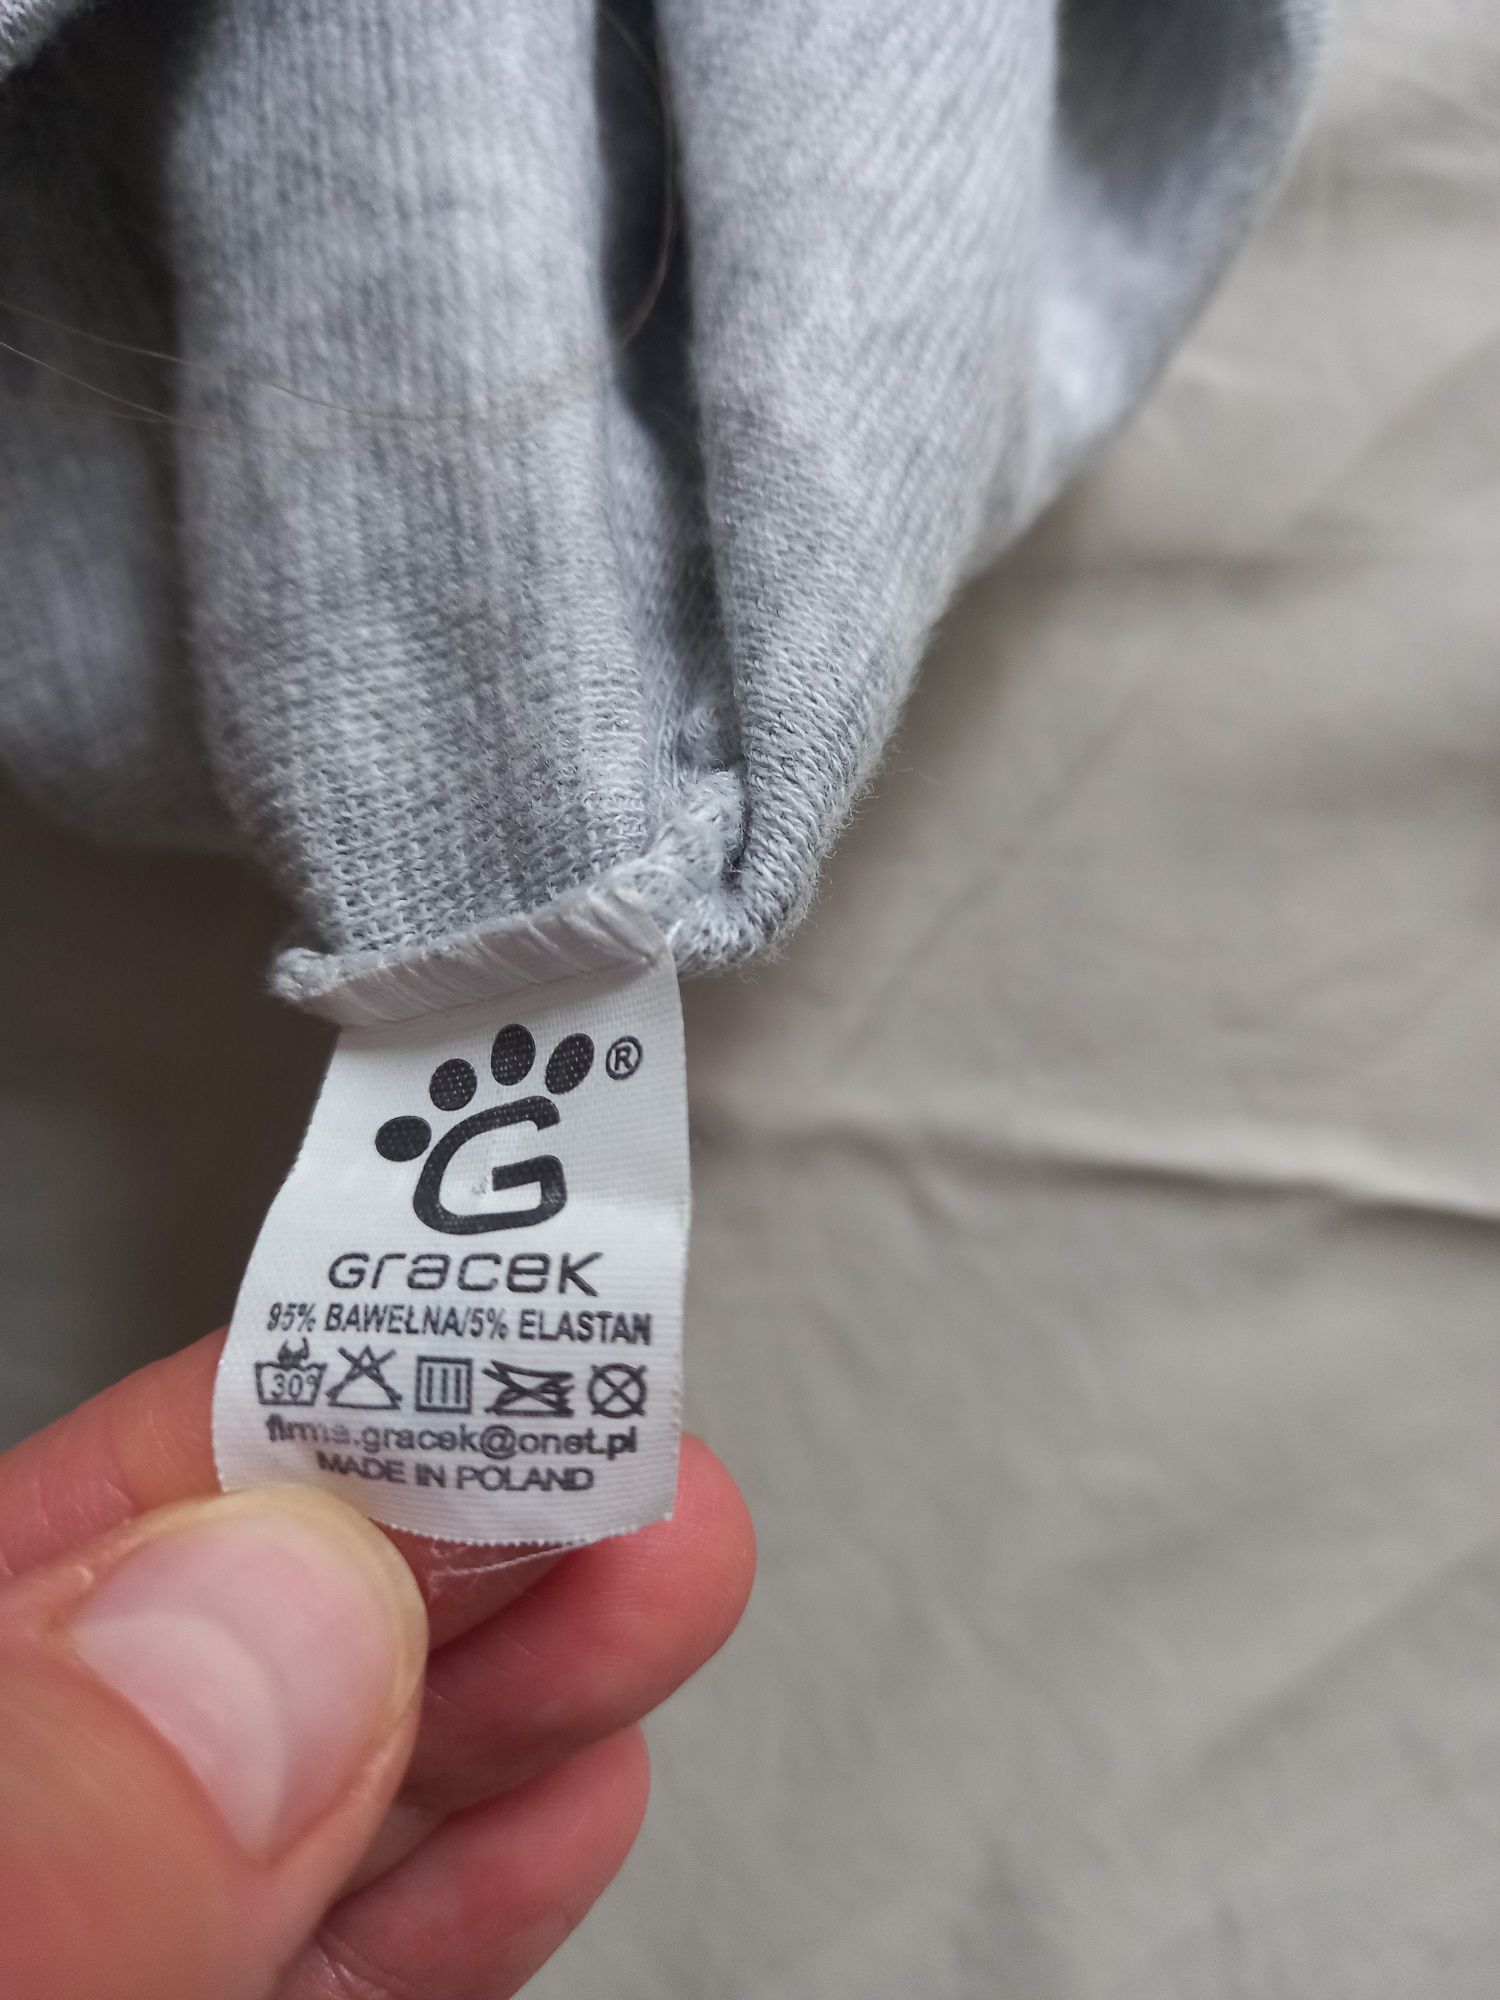 G ®
Gracek
95% BAWEŁNA/5% ELASTAN
30°
firma.gracek@onet.pl
MADE IN POLAND